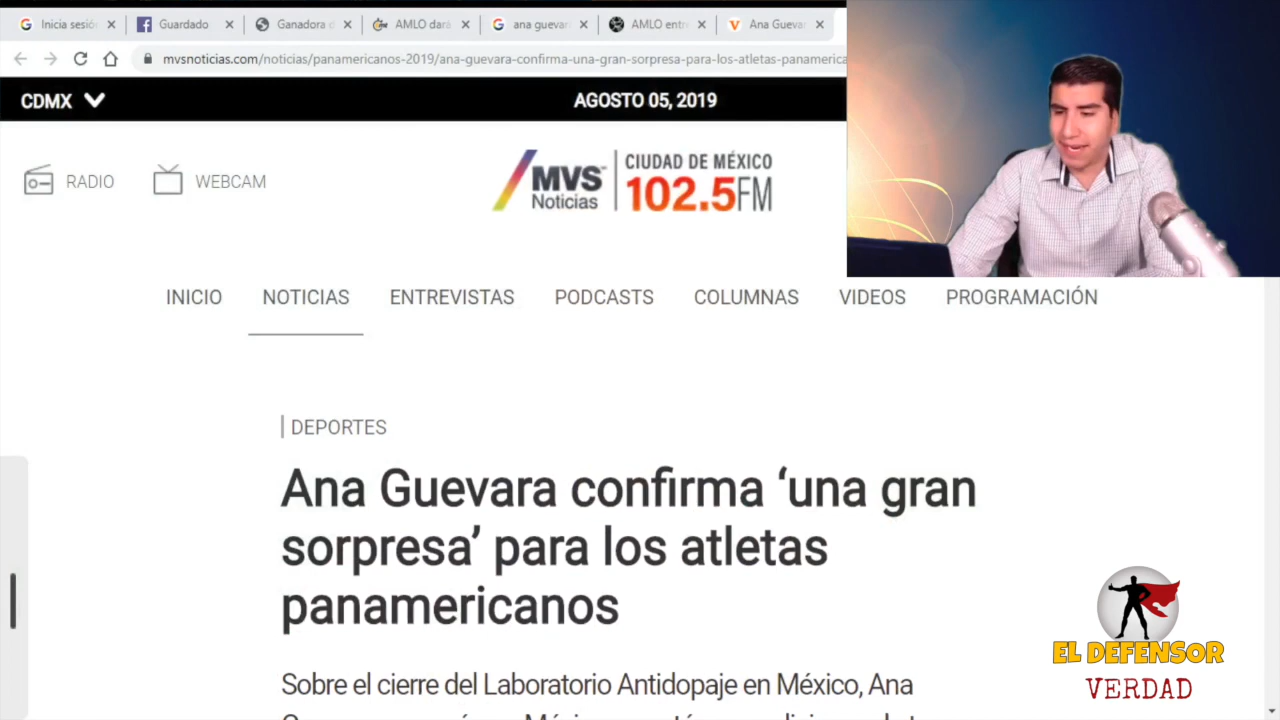 Inicia sesió
Guardado
Ganadora d
AMLO dará
ana guevar
AMLO entr
Ana Guevar
mvsnoticias.com/noticias/panamericanos-2019/ana-guevara-confirma-una-gran-sorpresa-para-los-atletas-panamerica
CDMX
AGOSTO 05, 2019
RADIO
WEBCAM
MVS
Noticias
CIUDAD DE MÉXICO
102.5FM
INICIO NOTICIAS ENTREVISTAS PODCASTS COLUMNAS VIDEOS PROGRAMACIÓN
DEPORTES
Ana Guevara confirma ‘una gran
sorpresa’ para los atletas
panamericanos
Sobre el cierre del Laboratorio Antidopaje en México, Ana
EL DEFENSOR
VERDAD